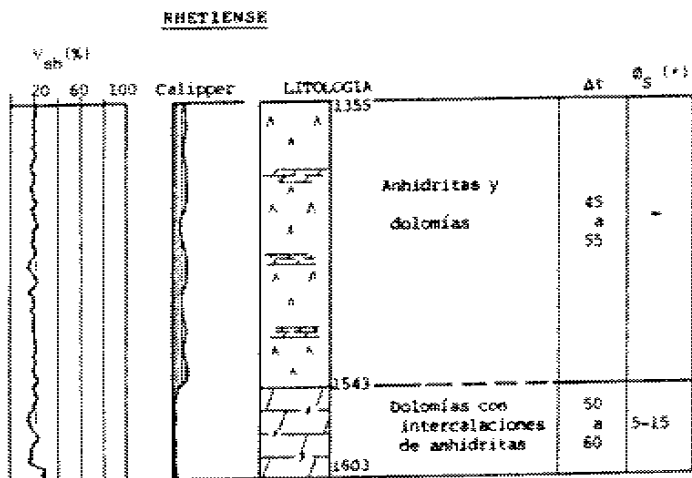 RHETIENSE
V sh (%)
20 60 100
Calipper
LITOLOGIA
Δt
Ø S (*)
1355
Anhidritas y
dolomías
45
a
55
-
1543
Dolomías con
intercalaciones
de anhidritas
50
a
60
5-15
1603